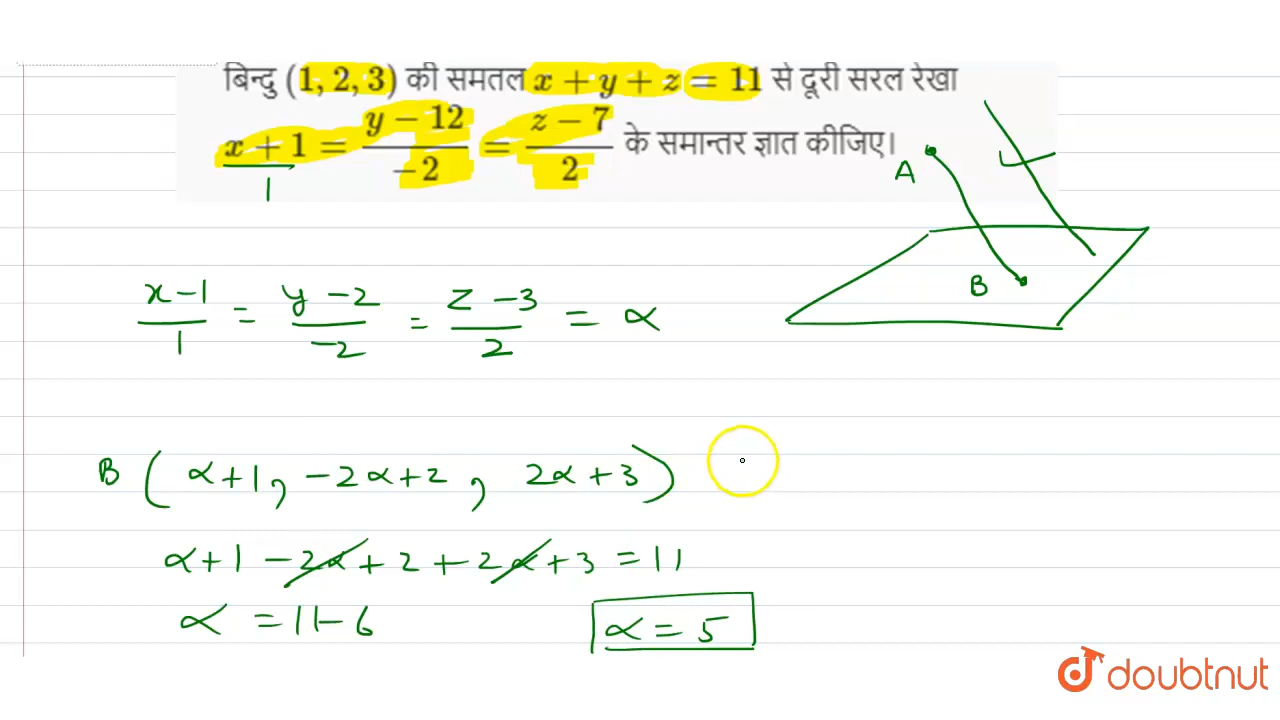 बिन्दु (1, 2, 3) की समतल x + y + z = 11 से दूरी सरल रेखा
x + 1 = y − 12 / −2 = z − 7 / 2 के समान्तर ज्ञात कीजिए।
1
A
B
x−1 / 1 = y −2 / −2 = z −3 / 2 = α
B (α+1, −2α+2, 2α+3)
α+1 −2α+2+2α+3 =11
α =11−6
α = 5
doubtnut